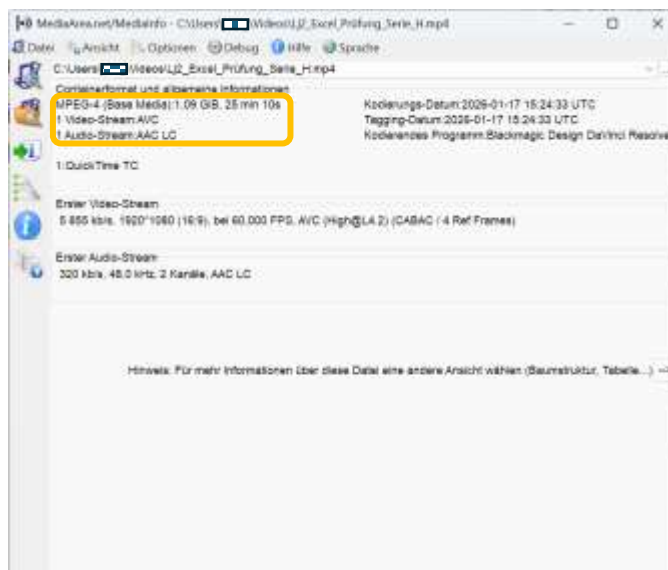 MediaArea.net/MediaInfo - C:\Users\ \Videos\LJ2_Excel_Prüfung_Serie_H.mp4
Datei Ansicht Optionen Debug Hilfe Sprache
C:\Users\ \Videos\LJ2_Excel_Prüfung_Serie_H.mp4
Containerformat und allgemeine Informationen
MPEG-4 (Base Media): 1.09 GiB, 25 min 10s
Kodierungs-Datum: 2026-01-17 15:24:33 UTC
1 Video-Stream: AVC
Tagging-Datum: 2026-01-17 15:24:33 UTC
1 Audio-Stream: AAC LC
Kodierendes Programm: Blackmagic Design DaVinci Resolve
1: QuickTime TC
Erster Video-Stream
5 855 kb/s, 1920*1080 (16:9), bei 60.000 FPS, AVC (High@L4.2) (CABAC / 4 Ref Frames)
Erster Audio-Stream
320 kb/s, 48.0 kHz, 2 Kanäle, AAC LC
Hinweis: Für mehr Informationen über diese Datei eine andere Ansicht wählen (Baumstruktur, Tabelle...)